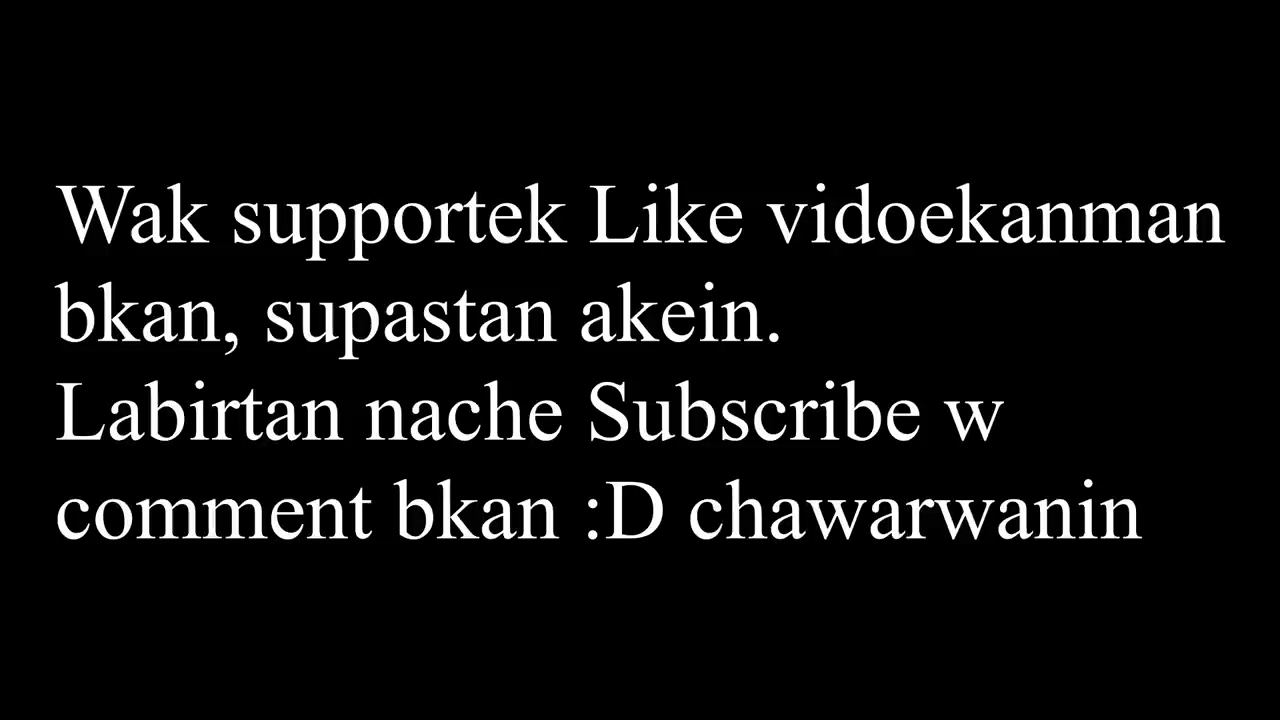 Wak supportek Like vidoekanman
bkan, supastan akein.
Labirtan nache Subscribe w
comment bkan :D chawarwanin